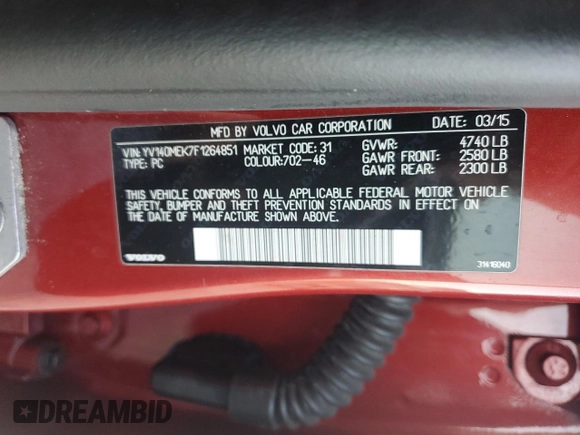 MFD BY VOLVO CAR CORPORATION DATE: 03/15
VIN: YV140MEK7F1264851 MARKET CODE: 31 GVWR: 4740 LB
TYPE: PC COLOUR:702-46 GAWR FRONT: 2580 LB
GAWR REAR: 2300 LB
THIS VEHICLE CONFORMS TO ALL APPLICABLE FEDERAL MOTOR VEHICLE
SAFETY, BUMPER AND THEFT PREVENTION STANDARDS IN EFFECT ON
THE DATE OF MANUFACTURE SHOWN ABOVE.
VOLVO 31416040
DREAMBID